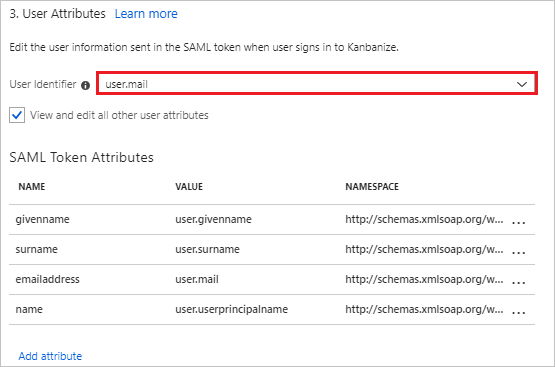 3. User Attributes Learn more
Edit the user information sent in the SAML token when user signs in to Kanbanize.
User Identifier user.mail
View and edit all other user attributes
SAML Token Attributes
NAME VALUE NAMESPACE
givenname user.givenname http://schemas.xmlsoap.org/w... ...
surname user.surname http://schemas.xmlsoap.org/w... ...
emailaddress user.mail http://schemas.xmlsoap.org/w... ...
name user.userprincipalname http://schemas.xmlsoap.org/w... ...
Add attribute